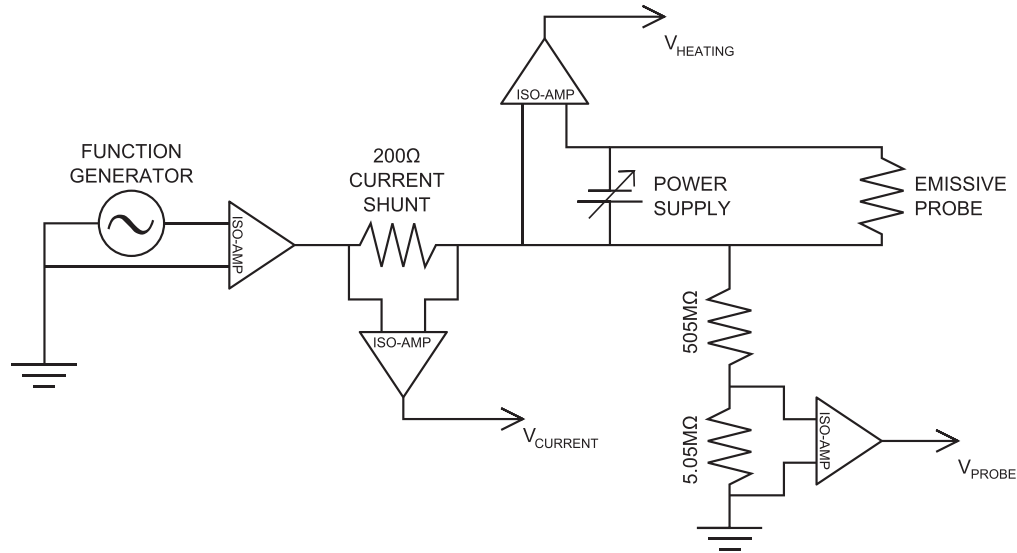 V HEATING
ISO-AMP
FUNCTION
GENERATOR
200Ω
CURRENT
SHUNT
POWER
SUPPLY
EMISSIVE
PROBE
ISO-AMP
ISO-AMP
505MΩ
V CURRENT
5.05MΩ
ISO-AMP
V PROBE